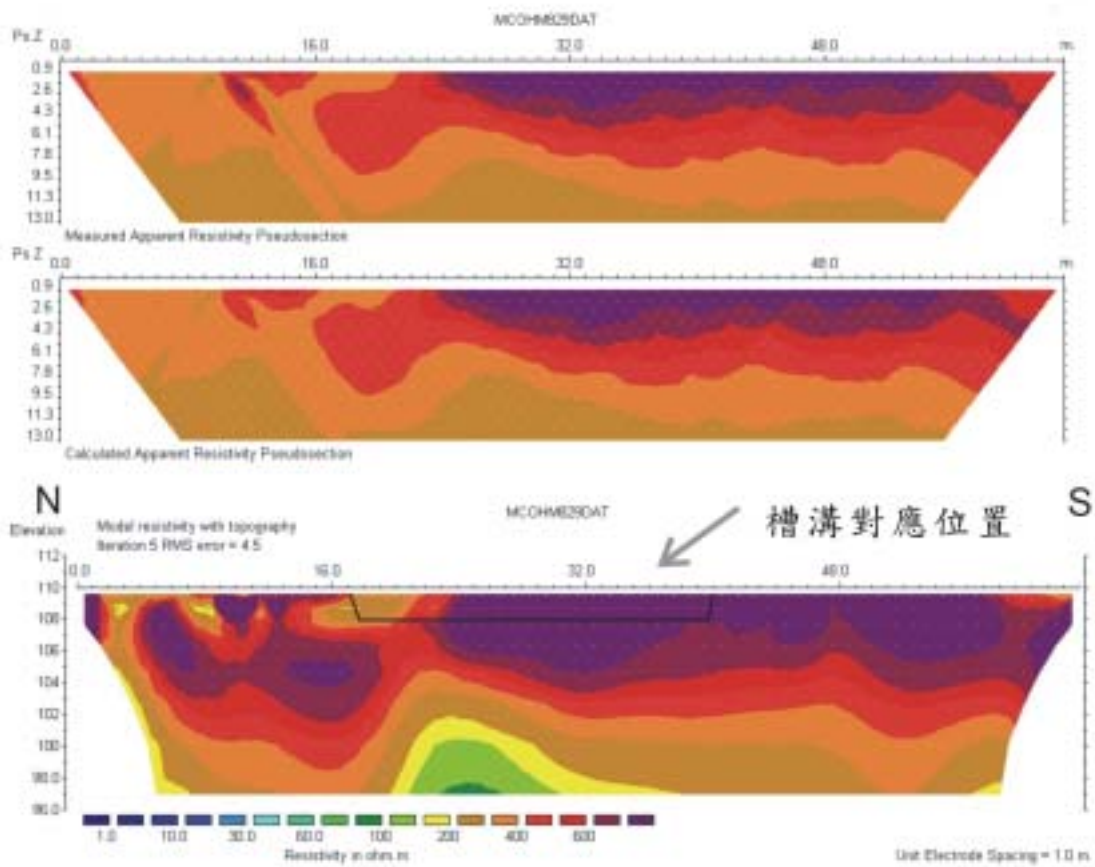 MCOHMB29DAT
Ps.Z 0.0 16.0 32.0 48.0 m
0.9
2.6
4.3
6.1
7.8
9.5
11.3
13.0
Measured Apparent Resistivity Pseudosection
Ps.Z 0.0 16.0 32.0 48.0 m
0.9
2.6
4.3
6.1
7.8
9.5
11.3
13.0
Calculated Apparent Resistivity Pseudosection
N
S
MCOHMB29DAT
槽溝對應位置
Elevation
Model resistivity with topography
Iteration 5 RMS error = 4.5
112
0.0 16.0 32.0 48.0
110
108
106
104
102
100
98.0
96.0
1.0 10.0 30.0 60.0 100 200 400 600
Resistivity in ohm.m
Unit Electrode Spacing = 1.0 m